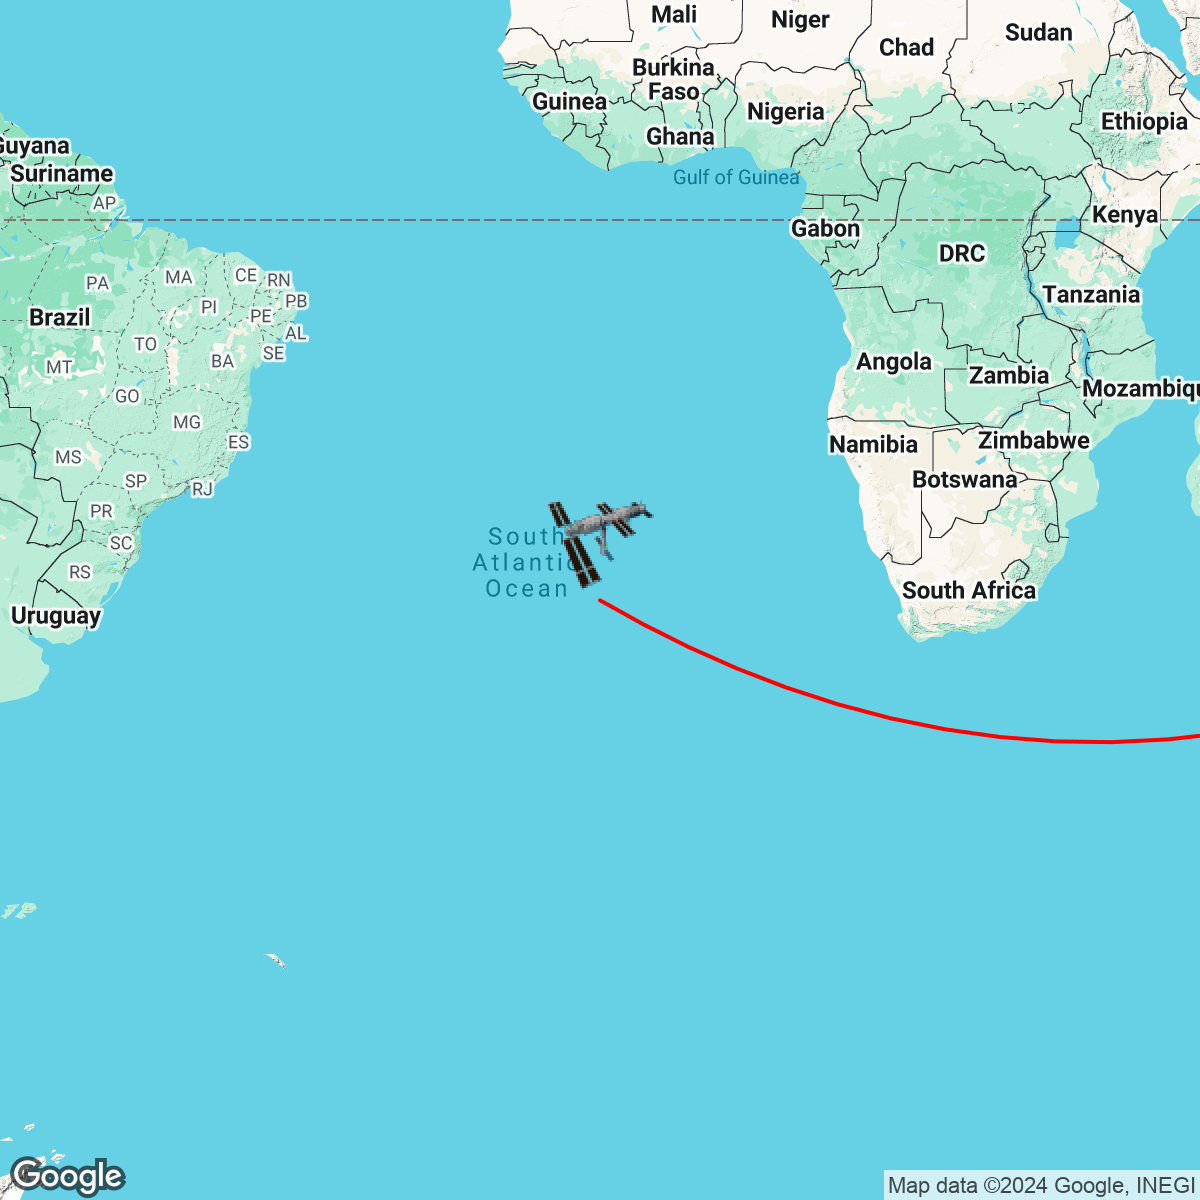 Mali
Niger
Sudan
Chad
Burkina
Faso
Guinea
Nigeria
Ethiopia
Ghana
Guyana
Suriname
Gulf of Guinea
AP
Kenya
Gabon
DRC
PA
MA
CE
RN
Tanzania
PB
PI
Brazil
PE
AL
TO
SE
BA
MT
Angola
Zambia
Mozambiqu
GO
MG
ES
Namibia
Zimbabwe
MS
SP
RJ
Botswana
PR
South
SC
Atlantic
RS
Ocean
South Africa
Uruguay
Google
Map data ©2024 Google, INEGI